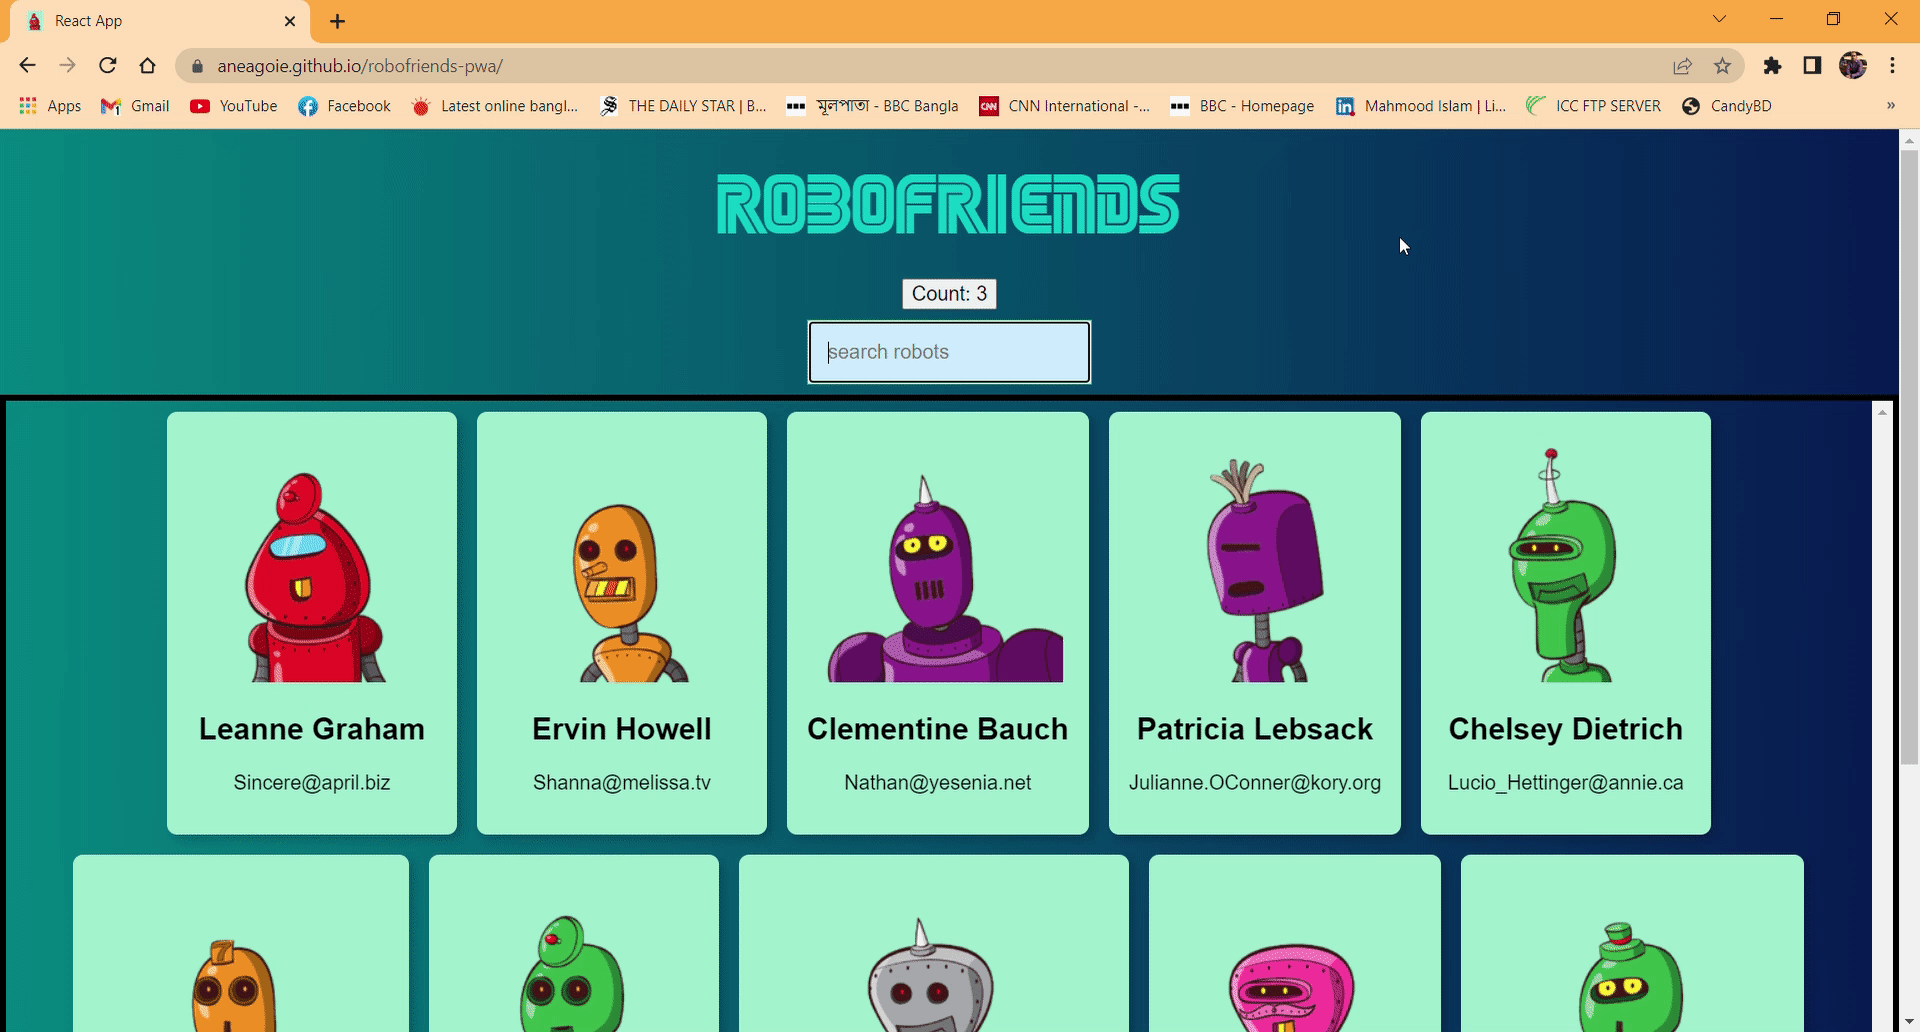 React App
aneagoie.github.io/robofriends-pwa/
Apps
Gmail
YouTube
Facebook
Latest online bangl...
THE DAILY STAR | B...
মূলপাতা - BBC Bangla
CNN International -...
BBC - Homepage
Mahmood Islam | Li...
ICC FTP SERVER
CandyBD
»
ROBOFRIENDS
Count: 3
search robots
Leanne Graham
Sincere@april.biz
Ervin Howell
Shanna@melissa.tv
Clementine Bauch
Nathan@yesenia.net
Patricia Lebsack
Julianne.OConner@kory.org
Chelsey Dietrich
Lucio_Hettinger@annie.ca
7